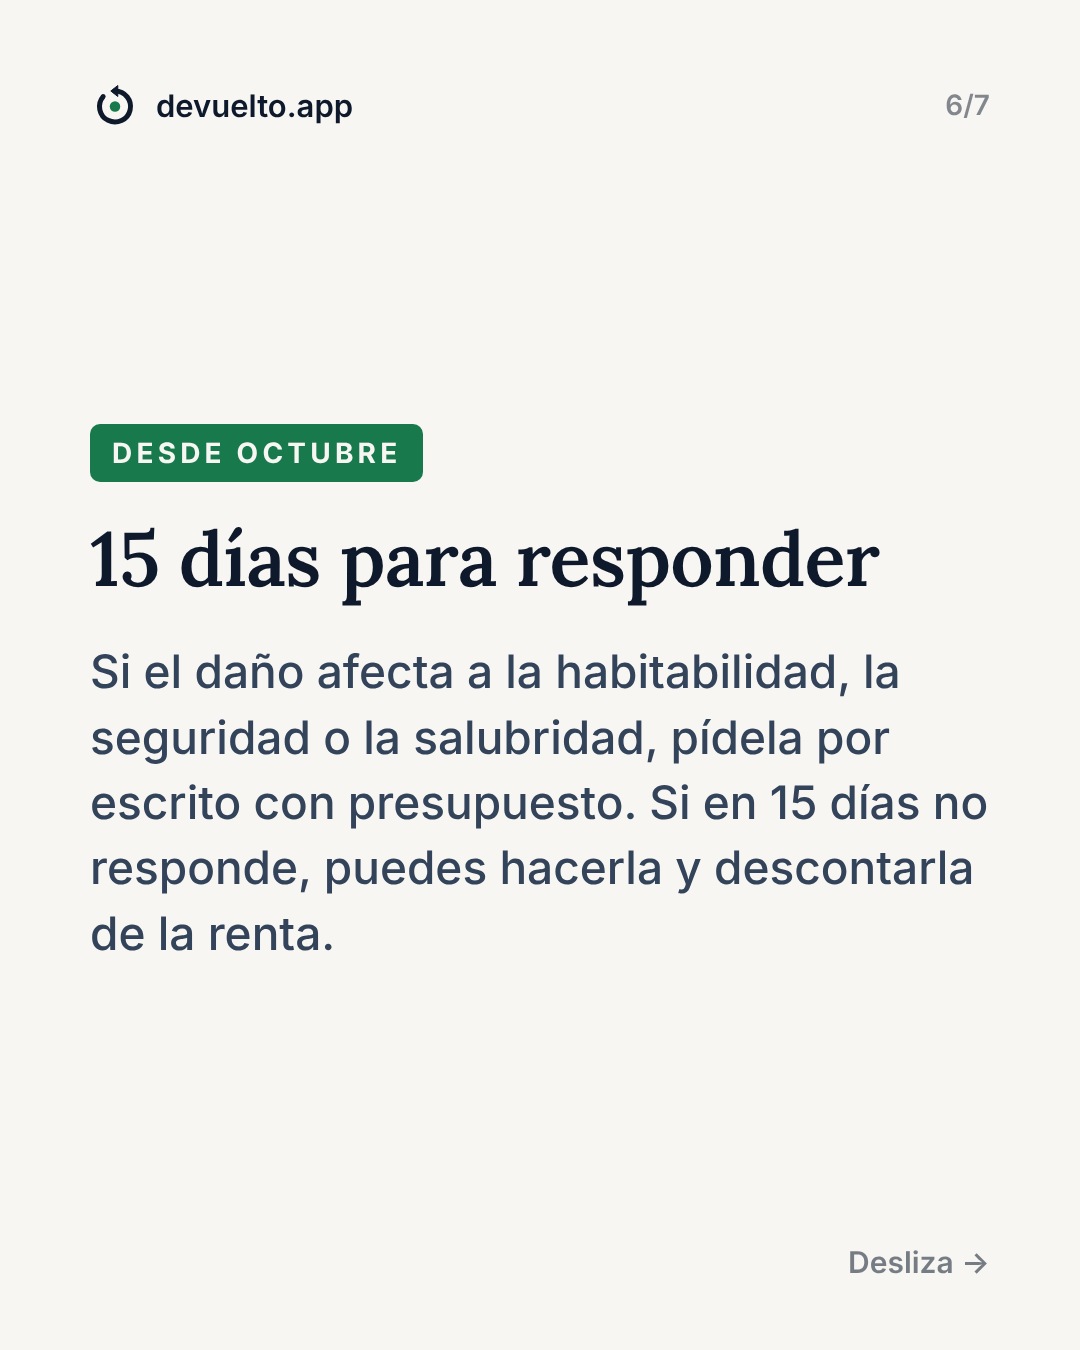 devuelto.app
6/7
DESDE OCTUBRE
15 días para responder
Si el daño afecta a la habitabilidad, la
seguridad o la salubridad, pídela por
escrito con presupuesto. Si en 15 días no
responde, puedes hacerla y descontarla
de la renta.
Desliza →